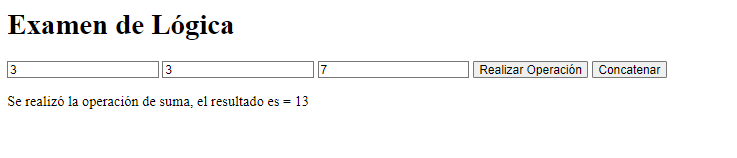 Examen de Lógica
3 3 7 Realizar Operación Concatenar
Se realizó la operación de suma, el resultado es = 13